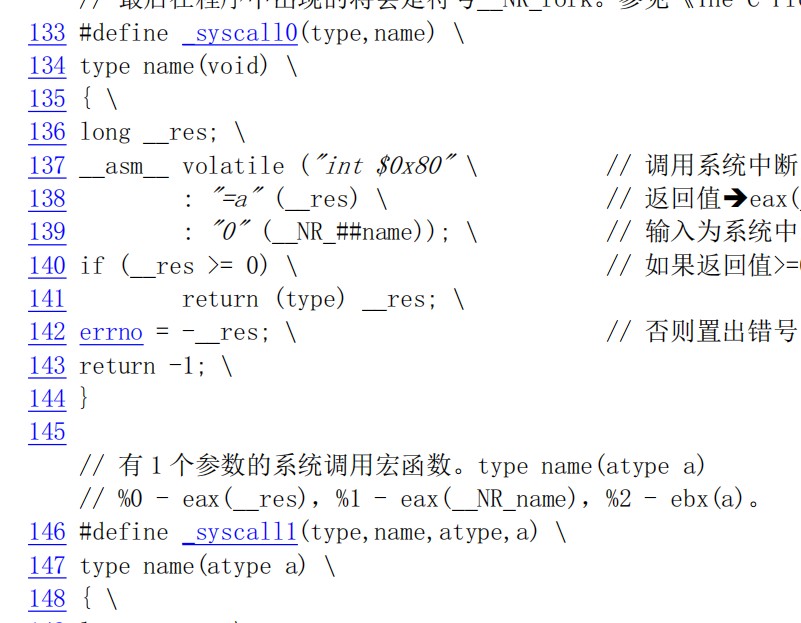 // 最后在程序中出现的将会是符号__NR_fork。参见《The C
133 #define _syscall0(type,name) \
134 type name(void) \
135 { \
136 long __res; \
137 __asm__ volatile ("int $0x80" \ // 调用系统中断
138 : "=a" (__res) \ // 返回值➔eax(
139 : "0" (__NR_##name)); \ // 输入为系统中
140 if (__res >= 0) \ // 如果返回值>=
141 return (type) __res; \
142 errno = -__res; \ // 否则置出错号
143 return -1; \
144 }
145
// 有 1 个参数的系统调用宏函数。type name(atype a)
// %0 - eax(__res)，%1 - eax(__NR_name)，%2 - ebx(a)。
146 #define _syscall1(type,name,atype,a) \
147 type name(atype a) \
148 { \